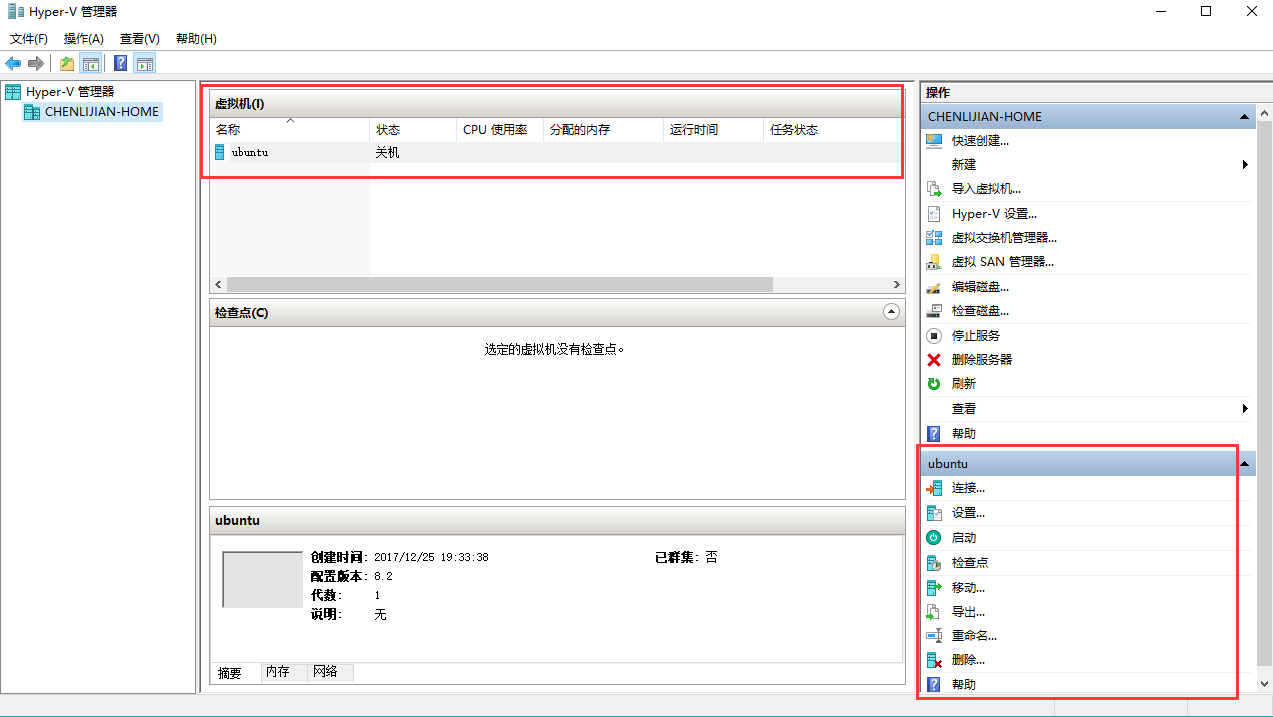 Hyper-V 管理器
文件(F) 操作(A) 查看(V) 帮助(H)
Hyper-V 管理器
CHENLIJIAN-HOME
虚拟机(I)
名称 状态 CPU 使用率 分配的内存 运行时间 任务状态
ubuntu 关机
检查点(C)
选定的虚拟机没有检查点。
ubuntu
创建时间: 2017/12/25 19:33:38 已群集: 否
配置版本: 8.2
代数: 1
说明: 无
摘要 内存 网络
操作
CHENLIJIAN-HOME
快速创建...
新建
导入虚拟机...
Hyper-V 设置...
虚拟交换机管理器...
虚拟 SAN 管理器...
编辑磁盘...
检查磁盘...
停止服务
删除服务器
刷新
查看
帮助
ubuntu
连接...
设置...
启动
检查点
移动...
导出...
重命名...
删除...
帮助